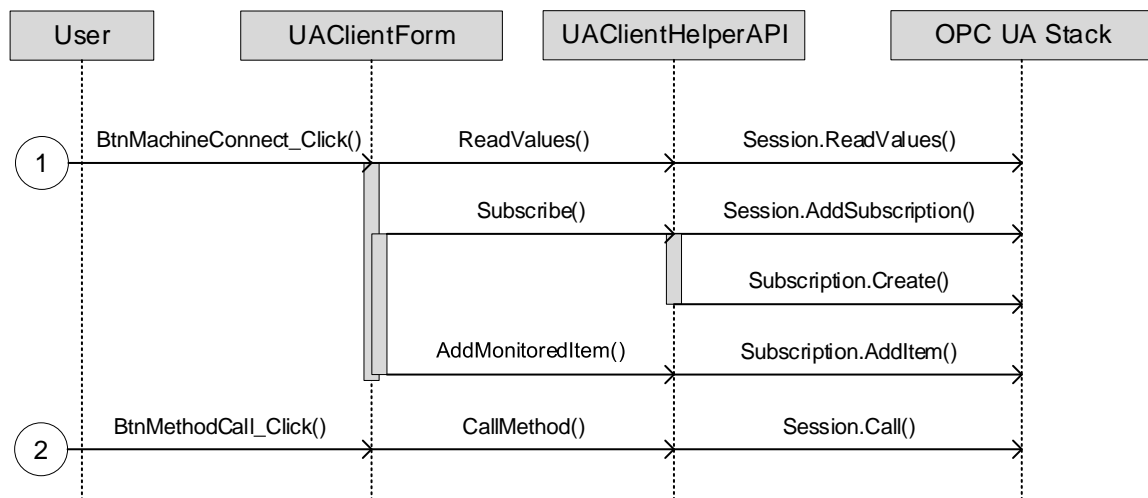 User
UAClientForm
UAClientHelperAPI
OPC UA Stack
1
BtnMachineConnect_Click()
ReadValues()
Session.ReadValues()
Subscribe()
Session.AddSubscription()
Subscription.Create()
AddMonitoredItem()
Subscription.AddItem()
2
BtnMethodCall_Click()
CallMethod()
Session.Call()